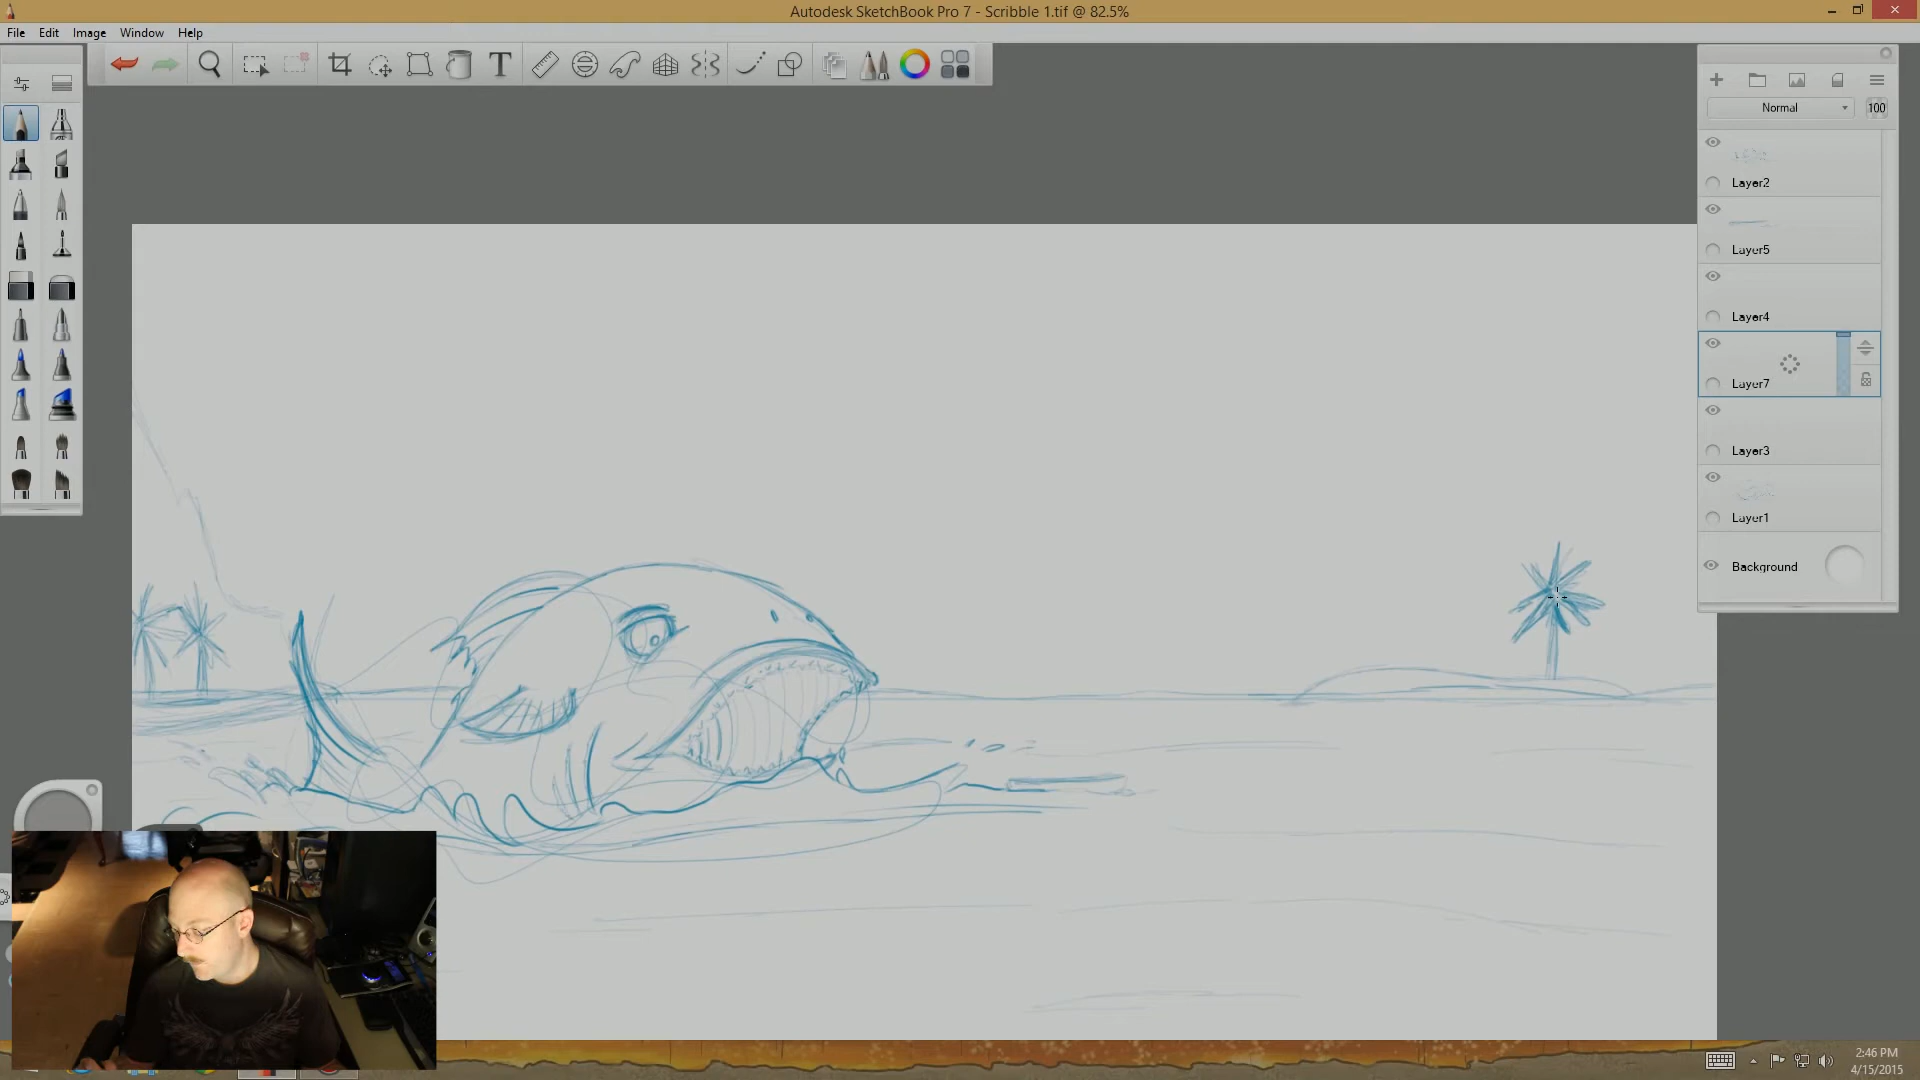 Autodesk SketchBook Pro 7 - Scribble 1.tif @ 82.5%
File Edit Image Window Help
T
Normal 100
Layer2
Layer5
Layer4
Layer7
Layer3
Layer1
Background
2:46 PM
4/15/2015